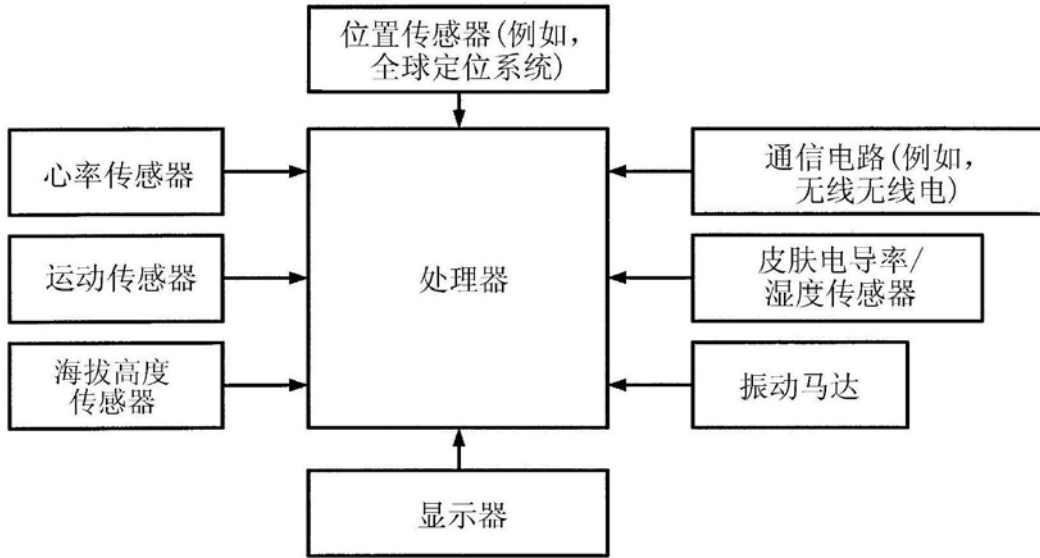 位置传感器(例如，
全球定位系统)
心率传感器
通信电路(例如，
无线无线电)
运动传感器
处理器
皮肤电导率/
湿度传感器
海拔高度
传感器
振动马达
显示器